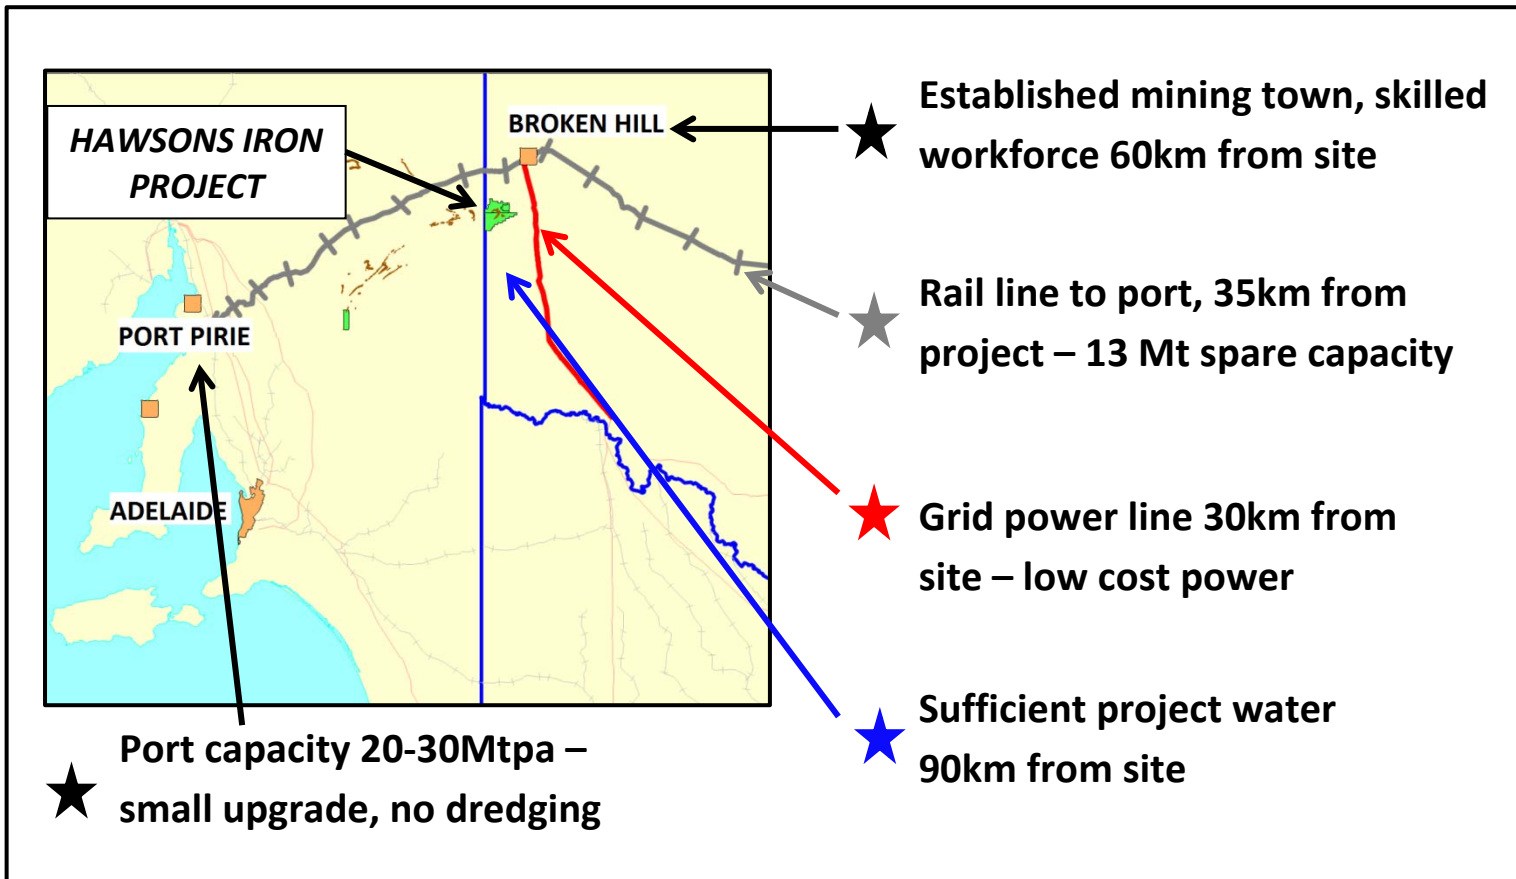 HAWSONS IRON
PROJECT
BROKEN HILL
PORT PIRIE
ADELAIDE
Established mining town, skilled
workforce 60km from site
Rail line to port, 35km from
project – 13 Mt spare capacity
Grid power line 30km from
site – low cost power
Sufficient project water
90km from site
Port capacity 20-30Mtpa –
small upgrade, no dredging